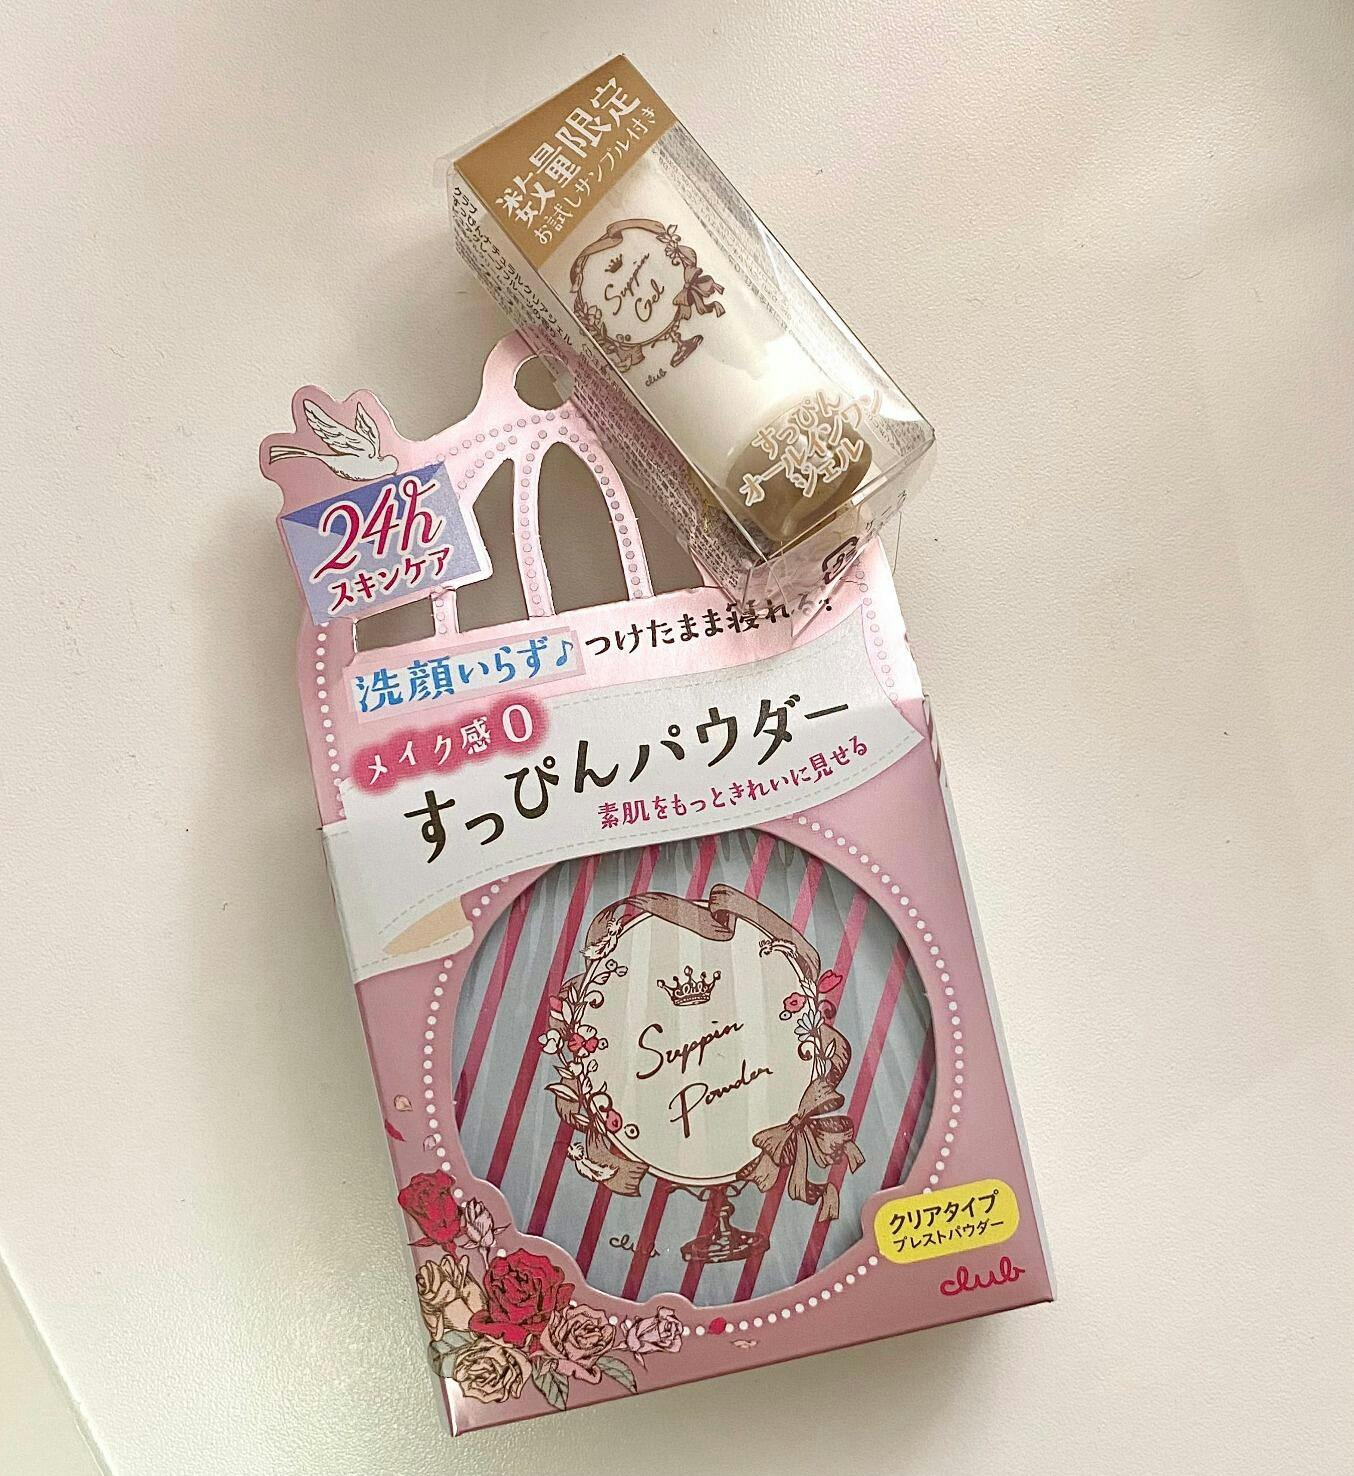 数量限定
お試しサンプル付き
Suppin
Gel
club
すっぴん
オールインワン
ジェル
24h
スキンケア
洗顔いらず♪
つけたまま寝れる!
メイク感0
すっぴんパウダー
素肌をもっときれいに見せる
club
Suppin
Powder
club
クリアタイプ
プレストパウダー
club